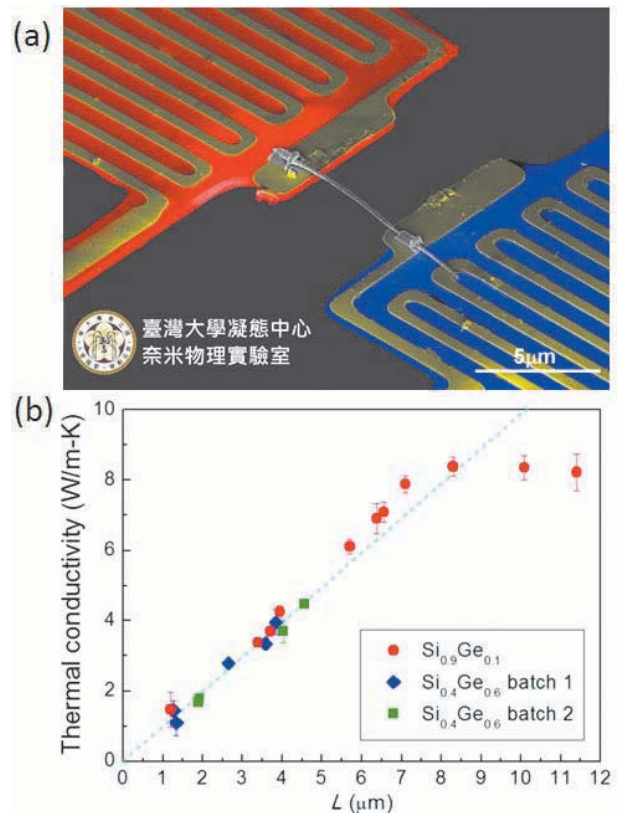 (a)
臺灣大學凝態中心
奈米物理實驗室
5μm
(b)
Thermal conductivity (W/m-K)
10
8
6
4
2
0
Si0.9Ge0.1
Si0.4Ge0.6 batch 1
Si0.4Ge0.6 batch 2
0 1 2 3 4 5 6 7 8 9 10 11 12
L (μm)